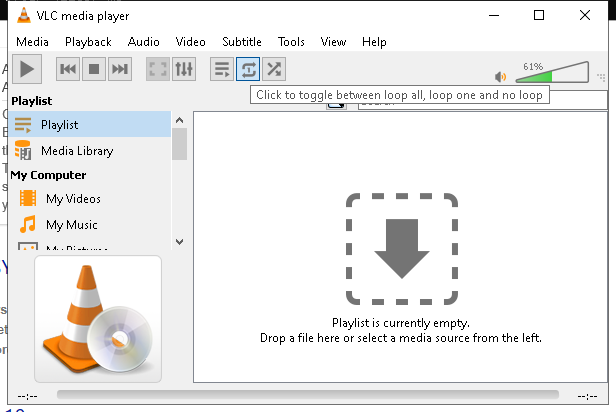 VLC media player
Media Playback Audio Video Subtitle Tools View Help
61%
Click to toggle between loop all, loop one and no loop
Playlist
Playlist
Media Library
My Computer
My Videos
My Music
My Pictures
Playlist is currently empty.
Drop a file here or select a media source from the left.
--:-- --:--